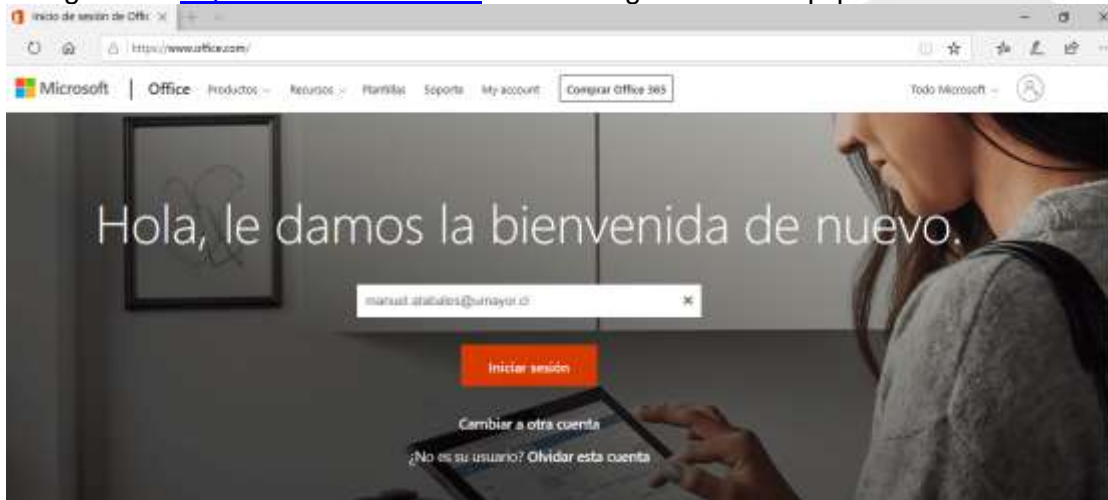 Inicio de sesión de Offic
https://www.office.com/
Microsoft | Office Productos Recursos Plantillas Soporte My account Comprar Office 365 Todo Microsoft
Hola, le damos la bienvenida de nuevo.
@umayor.cl
Iniciar sesión
Cambiar a otra cuenta
¿No es su usuario? Olvidar esta cuenta